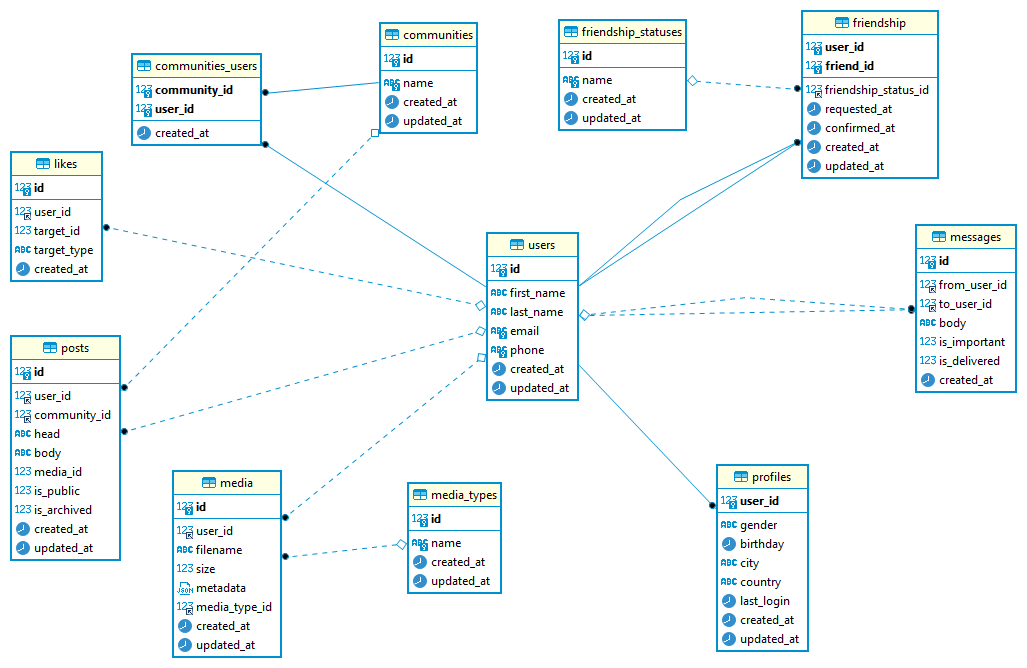 communities_users
community_id
user_id
created_at
communities
id
name
created_at
updated_at
friendship_statuses
id
name
created_at
updated_at
friendship
user_id
friend_id
friendship_status_id
requested_at
confirmed_at
created_at
updated_at
likes
id
user_id
target_id
target_type
created_at
users
id
first_name
last_name
email
phone
created_at
updated_at
messages
id
from_user_id
to_user_id
body
is_important
is_delivered
created_at
posts
id
user_id
community_id
head
body
media_id
is_public
is_archived
created_at
updated_at
media
id
user_id
filename
size
metadata
media_type_id
created_at
updated_at
media_types
id
name
created_at
updated_at
profiles
user_id
gender
birthday
city
country
last_login
created_at
updated_at